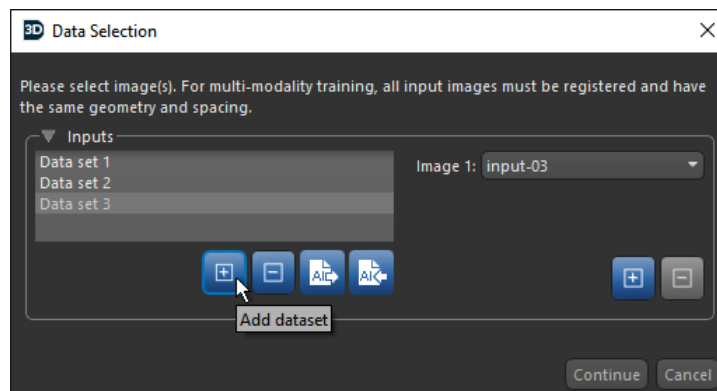 3D Data Selection
Please select image(s). For multi-modality training, all input images must be registered and have
the same geometry and spacing.
Inputs
Data set 1
Data set 2
Data set 3
Image 1: input-03
Add dataset
Continue
Cancel